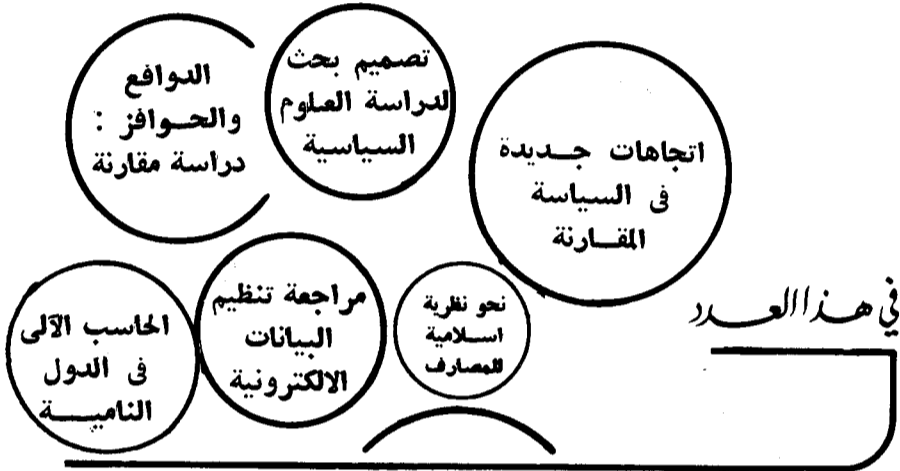 فى هذا العدد
اتجاهات جديدة
فى السياسة
المقارنة
تصميم بحث
لدراسة العلوم
السياسية
الدوافع
والحوافز :
دراسة مقارنة
نحو نظرية
اسلامية
للمصارف
مراجعة تنظيم
البيانات
الالكترونية
الحاسب الآلى
فى الدول
النامية